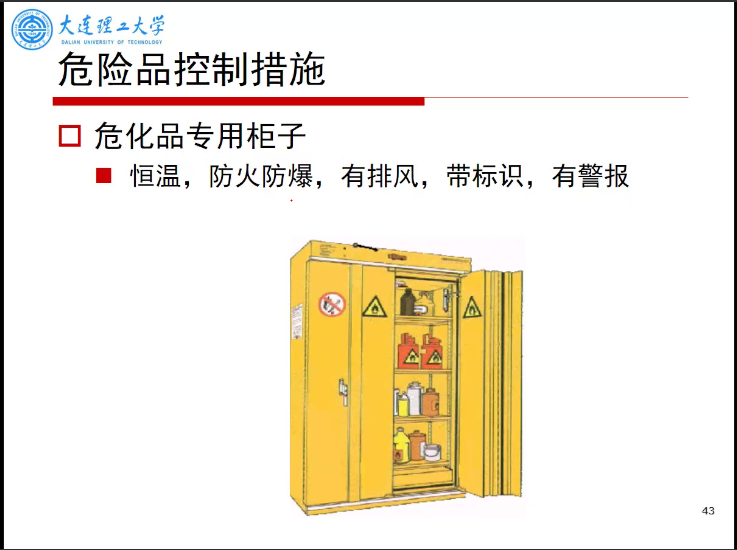 大连理工大学
DALIAN UNIVERSITY OF TECHNOLOGY
危险品控制措施
危化品专用柜子
恒温，防火防爆，有排风，带标识，有警报
43